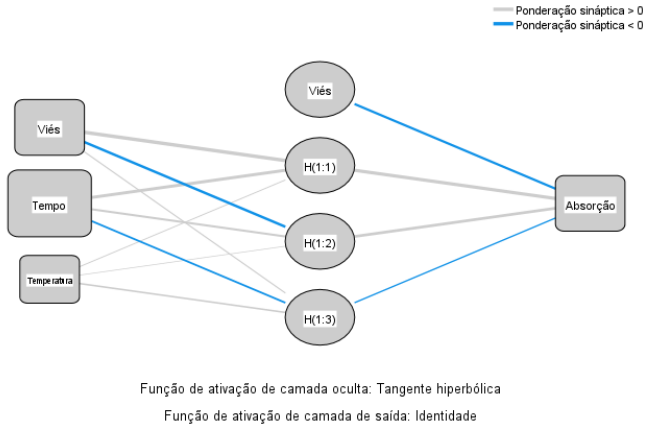 Ponderação sináptica > 0
Ponderação sináptica < 0
Viés
Viés
H(1:1)
Tempo
Absorção
H(1:2)
Temperatura
H(1:3)
Função de ativação de camada oculta: Tangente hiperbólica
Função de ativação de camada de saída: Identidade